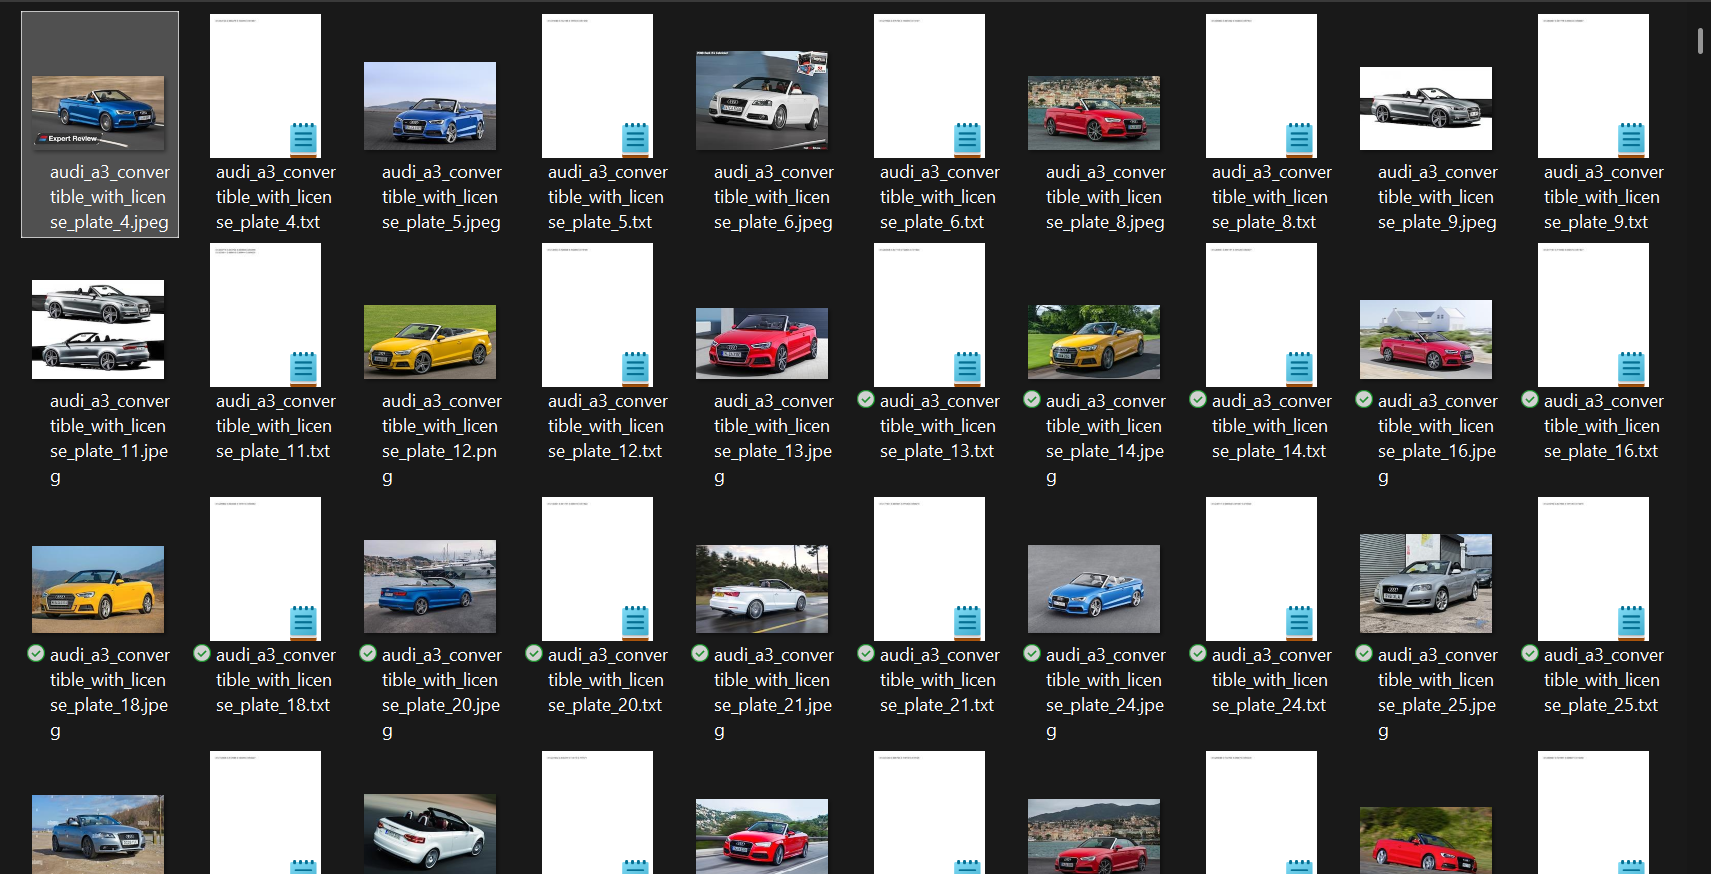 Expert Review
audi_a3_conver
tible_with_licen
se_plate_4.jpeg
audi_a3_conver
tible_with_licen
se_plate_4.txt
audi_a3_conver
tible_with_licen
se_plate_5.jpeg
audi_a3_conver
tible_with_licen
se_plate_5.txt
audi_a3_conver
tible_with_licen
se_plate_6.jpeg
audi_a3_conver
tible_with_licen
se_plate_6.txt
audi_a3_conver
tible_with_licen
se_plate_8.jpeg
audi_a3_conver
tible_with_licen
se_plate_8.txt
audi_a3_conver
tible_with_licen
se_plate_9.jpeg
audi_a3_conver
tible_with_licen
se_plate_9.txt
audi_a3_conver
tible_with_licen
se_plate_11.jpe
g
audi_a3_conver
tible_with_licen
se_plate_11.txt
audi_a3_conver
tible_with_licen
se_plate_12.pn
g
audi_a3_conver
tible_with_licen
se_plate_12.txt
audi_a3_conver
tible_with_licen
se_plate_13.jpe
g
audi_a3_conver
tible_with_licen
se_plate_13.txt
audi_a3_conver
tible_with_licen
se_plate_14.jpe
g
audi_a3_conver
tible_with_licen
se_plate_14.txt
audi_a3_conver
tible_with_licen
se_plate_16.jpe
g
audi_a3_conver
tible_with_licen
se_plate_16.txt
audi_a3_conver
tible_with_licen
se_plate_18.jpe
g
audi_a3_conver
tible_with_licen
se_plate_18.txt
audi_a3_conver
tible_with_licen
se_plate_20.jpe
g
audi_a3_conver
tible_with_licen
se_plate_20.txt
audi_a3_conver
tible_with_licen
se_plate_21.jpe
g
audi_a3_conver
tible_with_licen
se_plate_21.txt
audi_a3_conver
tible_with_licen
se_plate_24.jpe
g
audi_a3_conver
tible_with_licen
se_plate_24.txt
audi_a3_conver
tible_with_licen
se_plate_25.jpe
g
audi_a3_conver
tible_with_licen
se_plate_25.txt